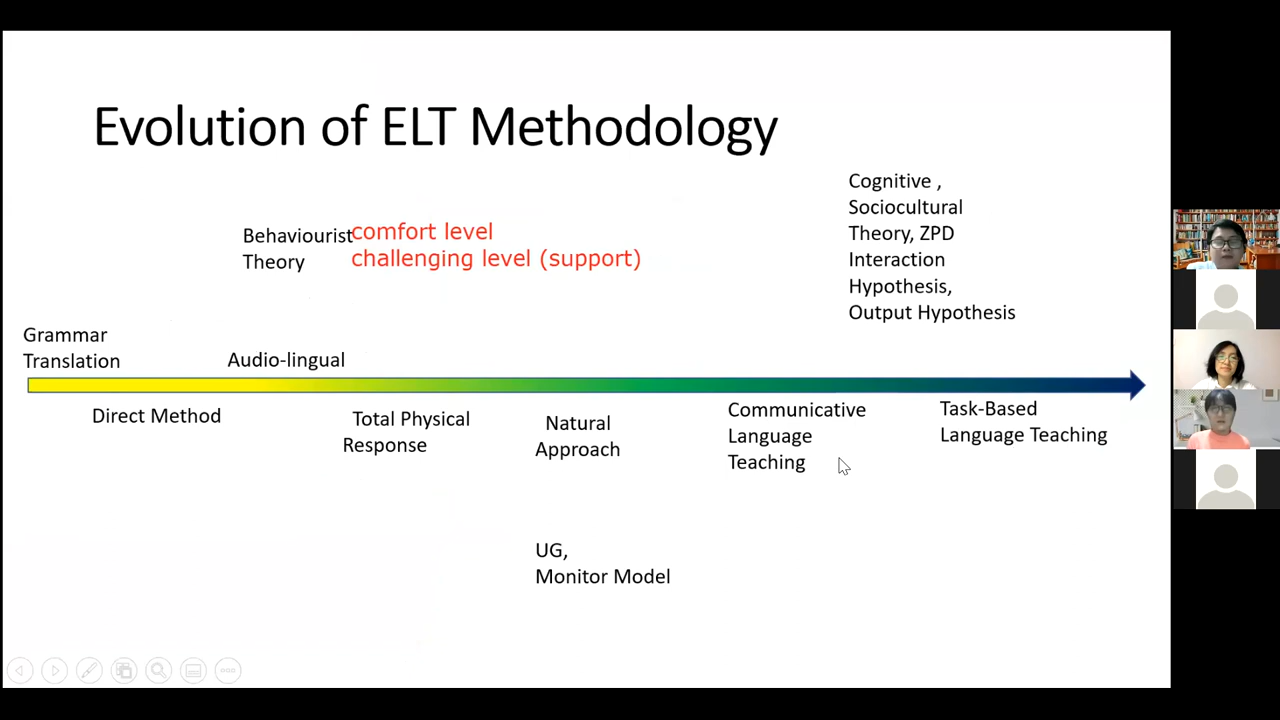 Evolution of ELT Methodology
Cognitive ,
Sociocultural
Theory, ZPD
Interaction
Hypothesis,
Output Hypothesis
Behaviourist
Theory
comfort level
challenging level (support)
Grammar
Translation
Audio-lingual
Direct Method
Total Physical
Response
Natural
Approach
Communicative
Language
Teaching
Task-Based
Language Teaching
UG,
Monitor Model